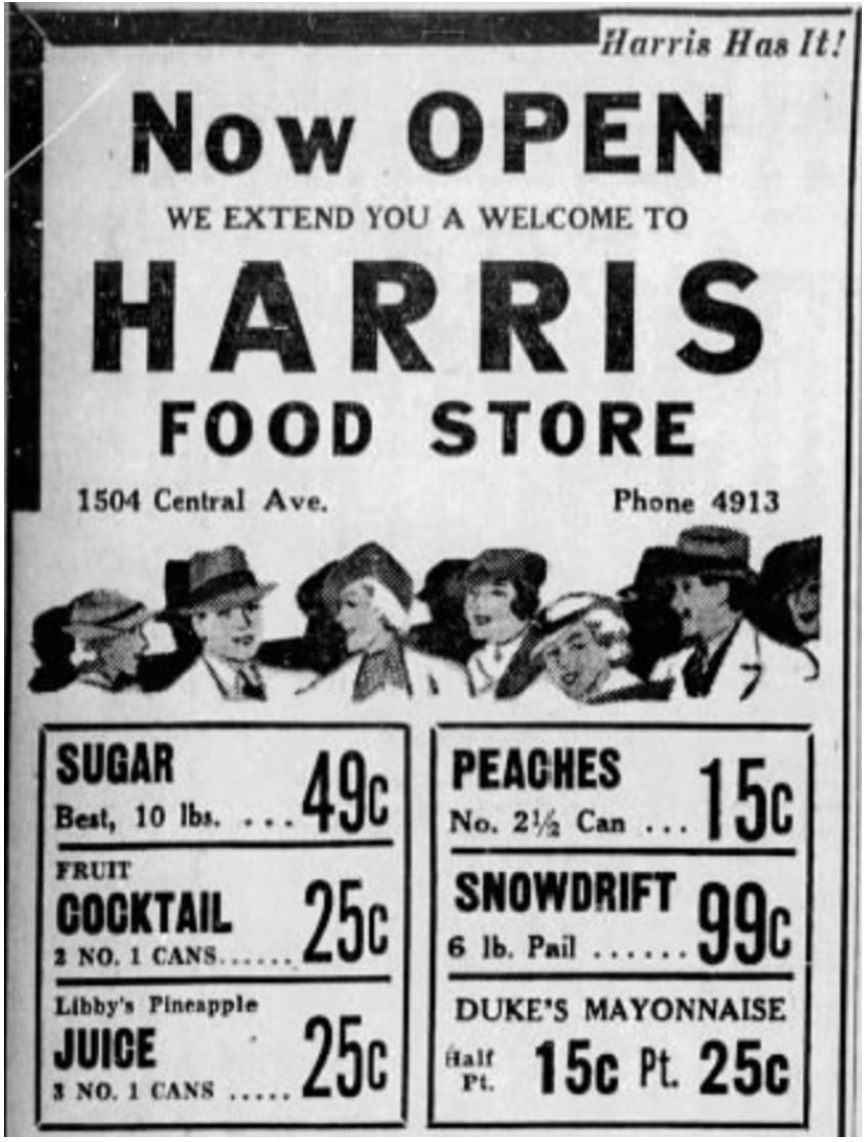 Harris Has It!
Now OPEN
WE EXTEND YOU A WELCOME TO
HARRIS
FOOD STORE
1504 Central Ave. Phone 4913
SUGAR
Best, 10 lbs. ... 49c
FRUIT
COCKTAIL
2 NO. 1 CANS...... 25c
Libby's Pineapple
JUICE
3 NO. 1 CANS ..... 25c
PEACHES
No. 2½ Can ... 15c
SNOWDRIFT
6 lb. Pail ...... 99c
DUKE'S MAYONNAISE
Half Pt. 15c Pt. 25c